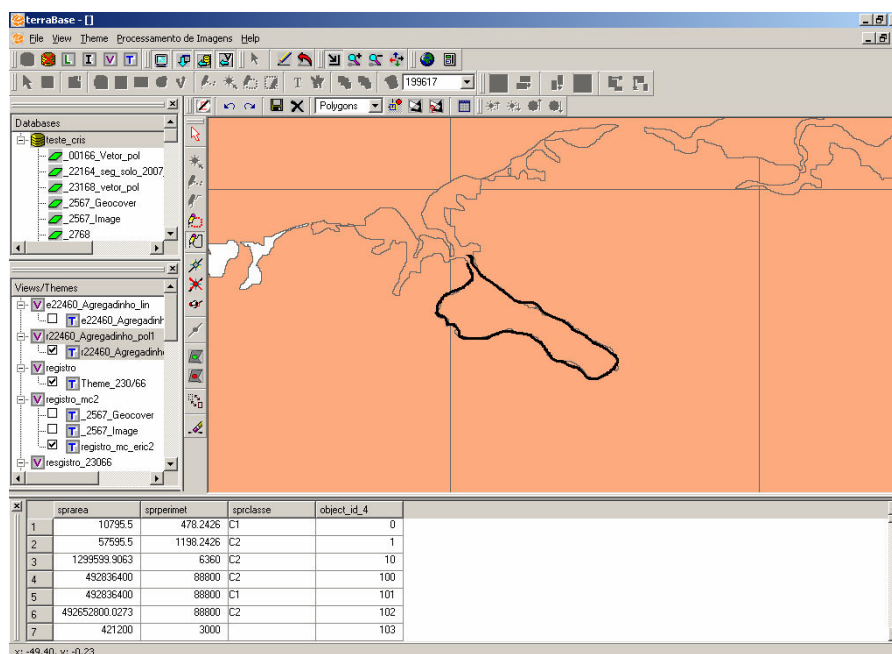 terraBase - []
File View Theme Processamento de Imagens Help
L I V T
T 199617
Polygons
Databases
teste_cris
_00166_Vetor_pol
_22164_seg_solo_2007_
_23168_vetor_pol
_2567_Geocover
_2567_Image
_2768
Views/Themes
V e22460_Agregadinho_lin
T e22460_Agregadinh
V r22460_Agregadinho_pol1
T r22460_Agregadinh
V registro
T Theme_230/66
V registro_mc2
T _2567_Geocover
T _2567_Image
T registro_mc_eric2
V resgistro_23066
sprarea sprperimet sprclasse object_id_4
1 10795.5 478.2426 C1 0
2 57595.5 1198.2426 C2 1
3 1299599.9063 6360 C2 10
4 492836400 88800 C2 100
5 492836400 88800 C1 101
6 492652800.0273 88800 C2 102
7 421200 3000 103
x: -49.40, y: -0.23